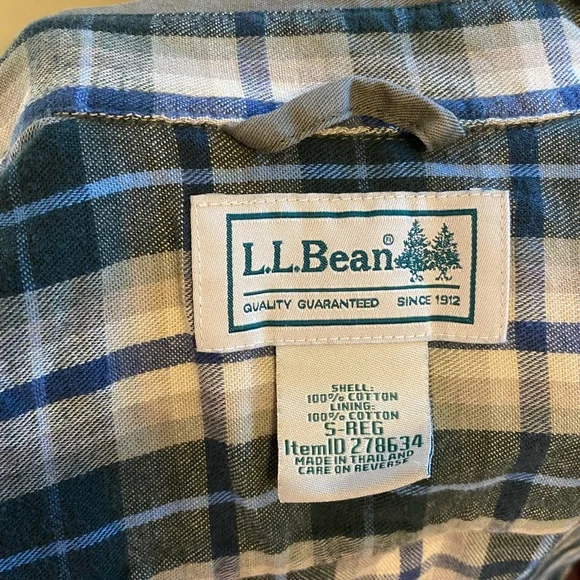 L.L.Bean®
QUALITY GUARANTEED SINCE 1912
SHELL:
100% COTTON
LINING:
100% COTTON
S-REG
ItemID 278634
MADE IN THAILAND
CARE ON REVERSE